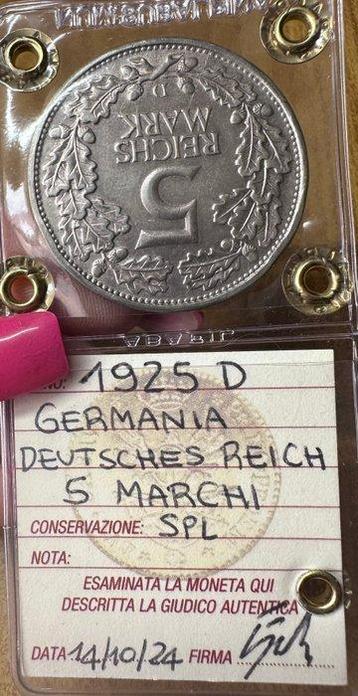 D
REICHS
MARK
5
1925 D
GERMANIA
DEUTSCHES REICH
5 MARCHI
CONSERVAZIONE: SPL
NOTA:
ESAMINATA LA MONETA QUI
DESCRITTA LA GIUDICO AUTENTICA
DATA 14/10/24 FIRMA